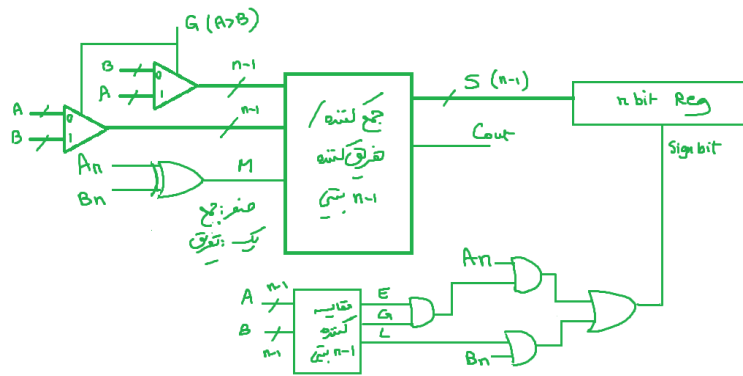 G (A>B)
B
0
A
1
n-1
A
0
B
1
n-1
An
Bn
M
صفر: جمع
یک: تفریق
جمع کننده /
تفریق کننده
n-1 بیتی
S (n-1)
Cout
n bit Reg
Sign bit
A
n-1
B
n-1
مقایسه
کننده
n-1 بیتی
E
G
L
An
Bn